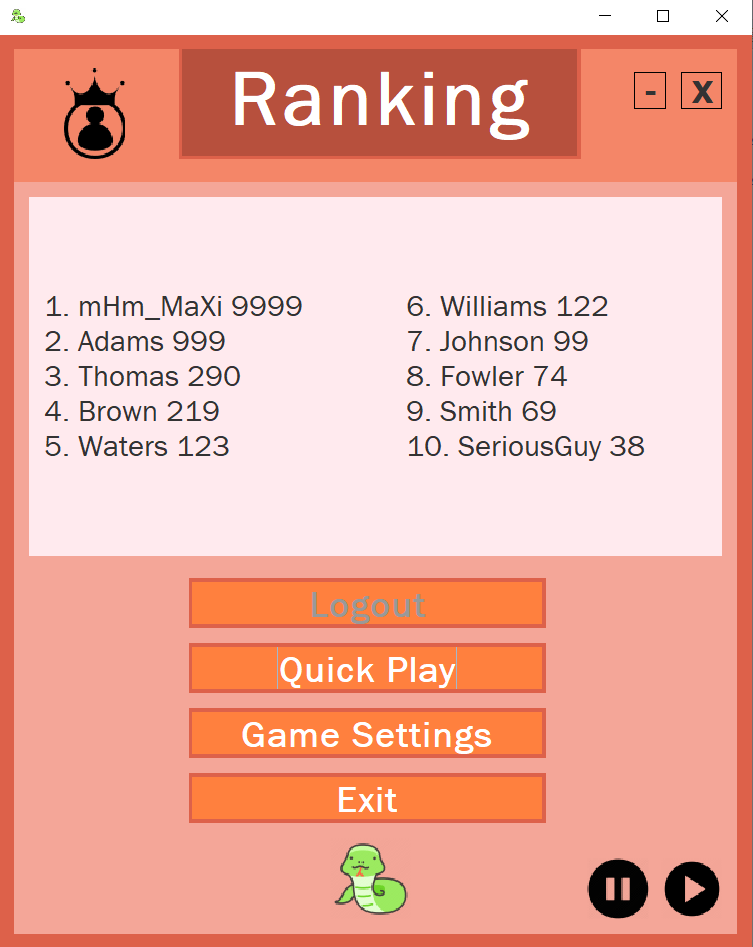 Ranking
-
X
1. mHm_MaXi 9999
2. Adams 999
3. Thomas 290
4. Brown 219
5. Waters 123
6. Williams 122
7. Johnson 99
8. Fowler 74
9. Smith 69
10. SeriousGuy 38
Logout
Quick Play
Game Settings
Exit